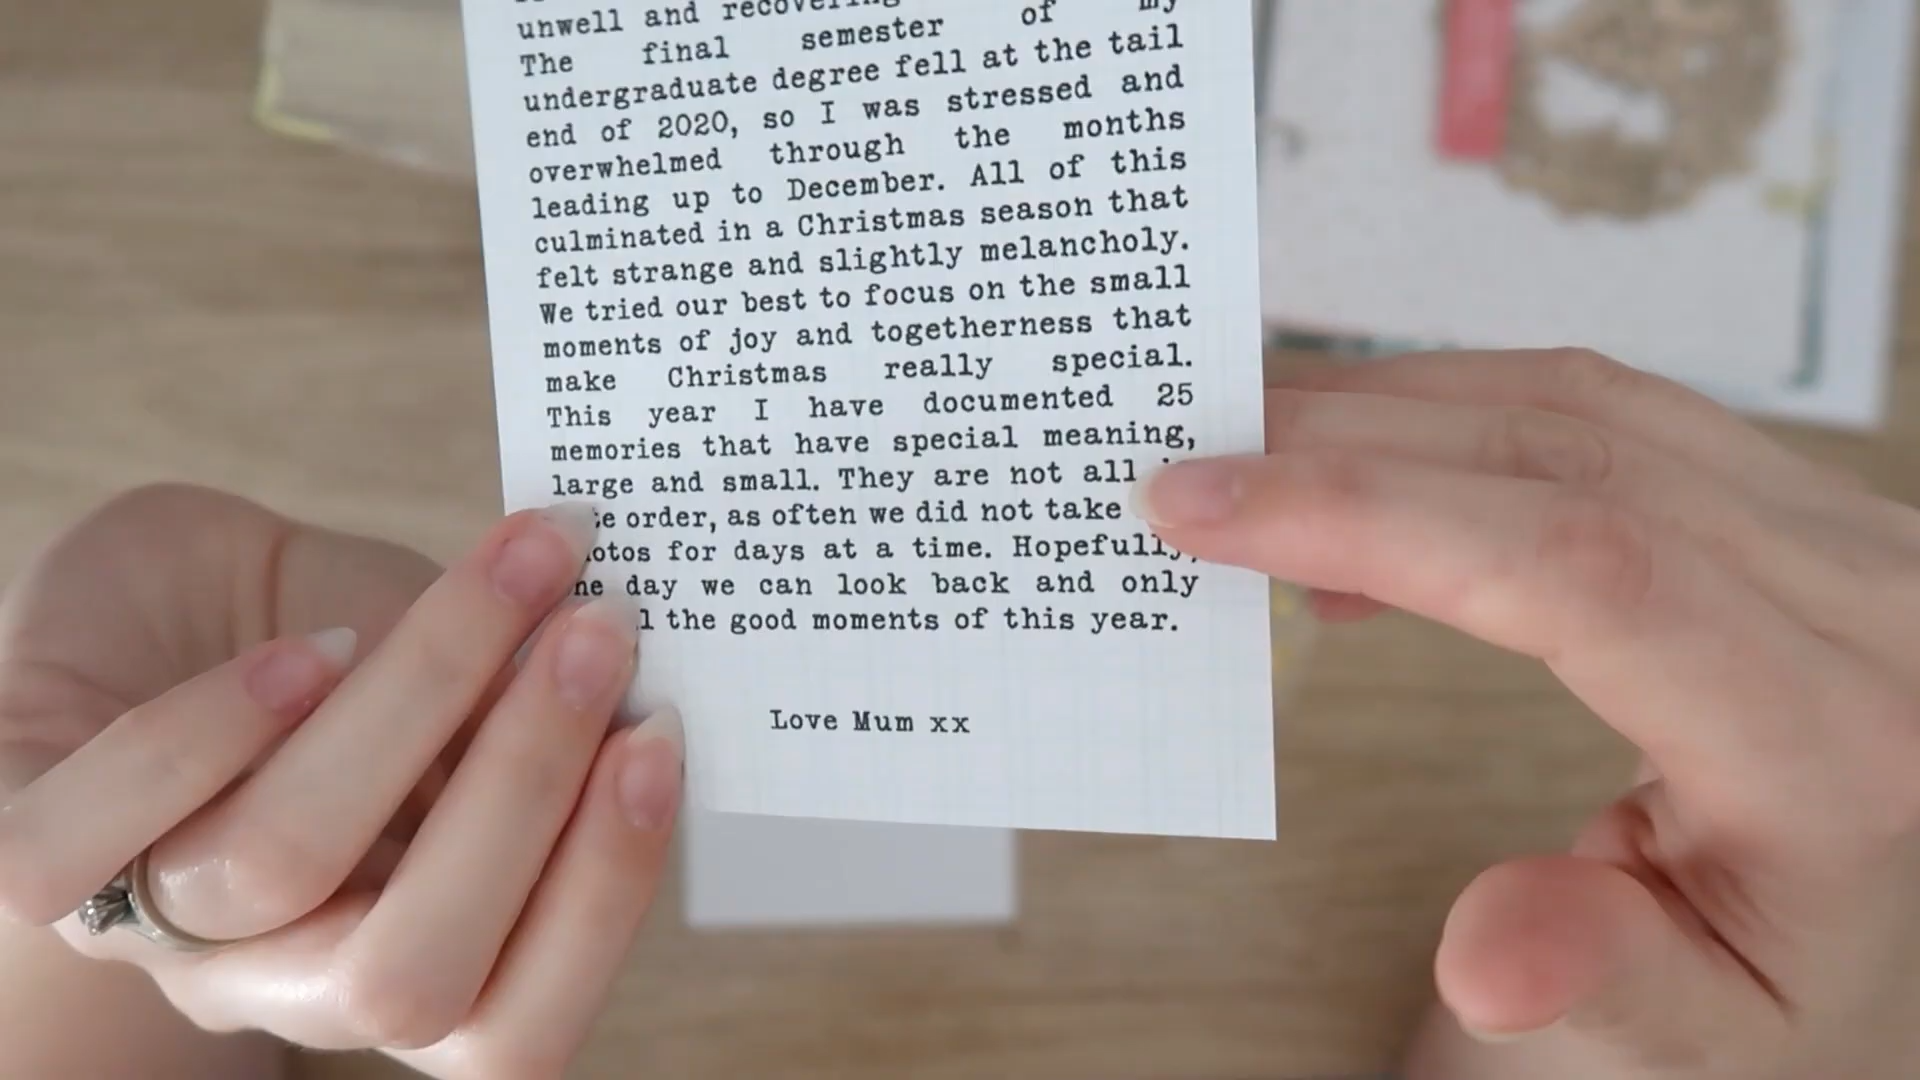 unwell and recovering
The final semester of my
undergraduate degree fell at the tail
end of 2020, so I was stressed and
overwhelmed through the months
leading up to December. All of this
culminated in a Christmas season that
felt strange and slightly melancholy.
We tried our best to focus on the small
moments of joy and togetherness that
make Christmas really special.
This year I have documented 25
memories that have special meaning,
large and small. They are not all
order, as often we did not take
for days at a time. Hopefully,
day we can look back and only
the good moments of this year.
Love Mum xx